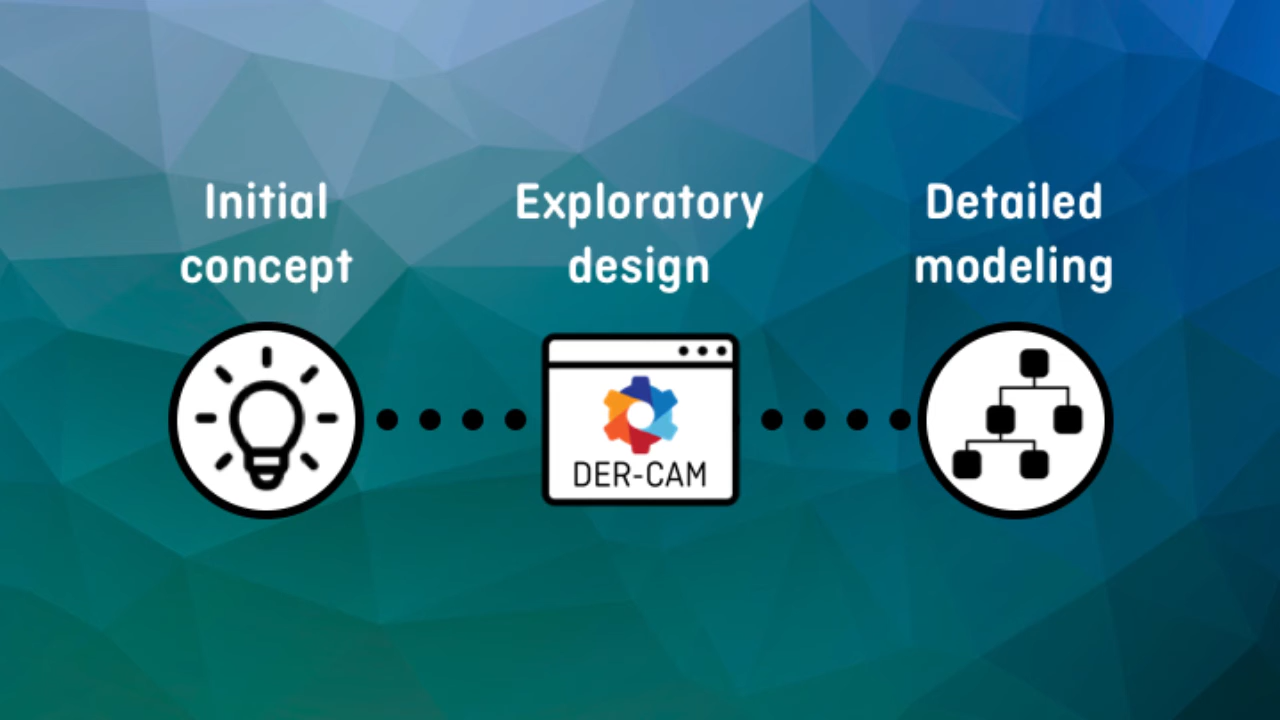 Initial
concept
Exploratory
design
Detailed
modeling
DER-CAM